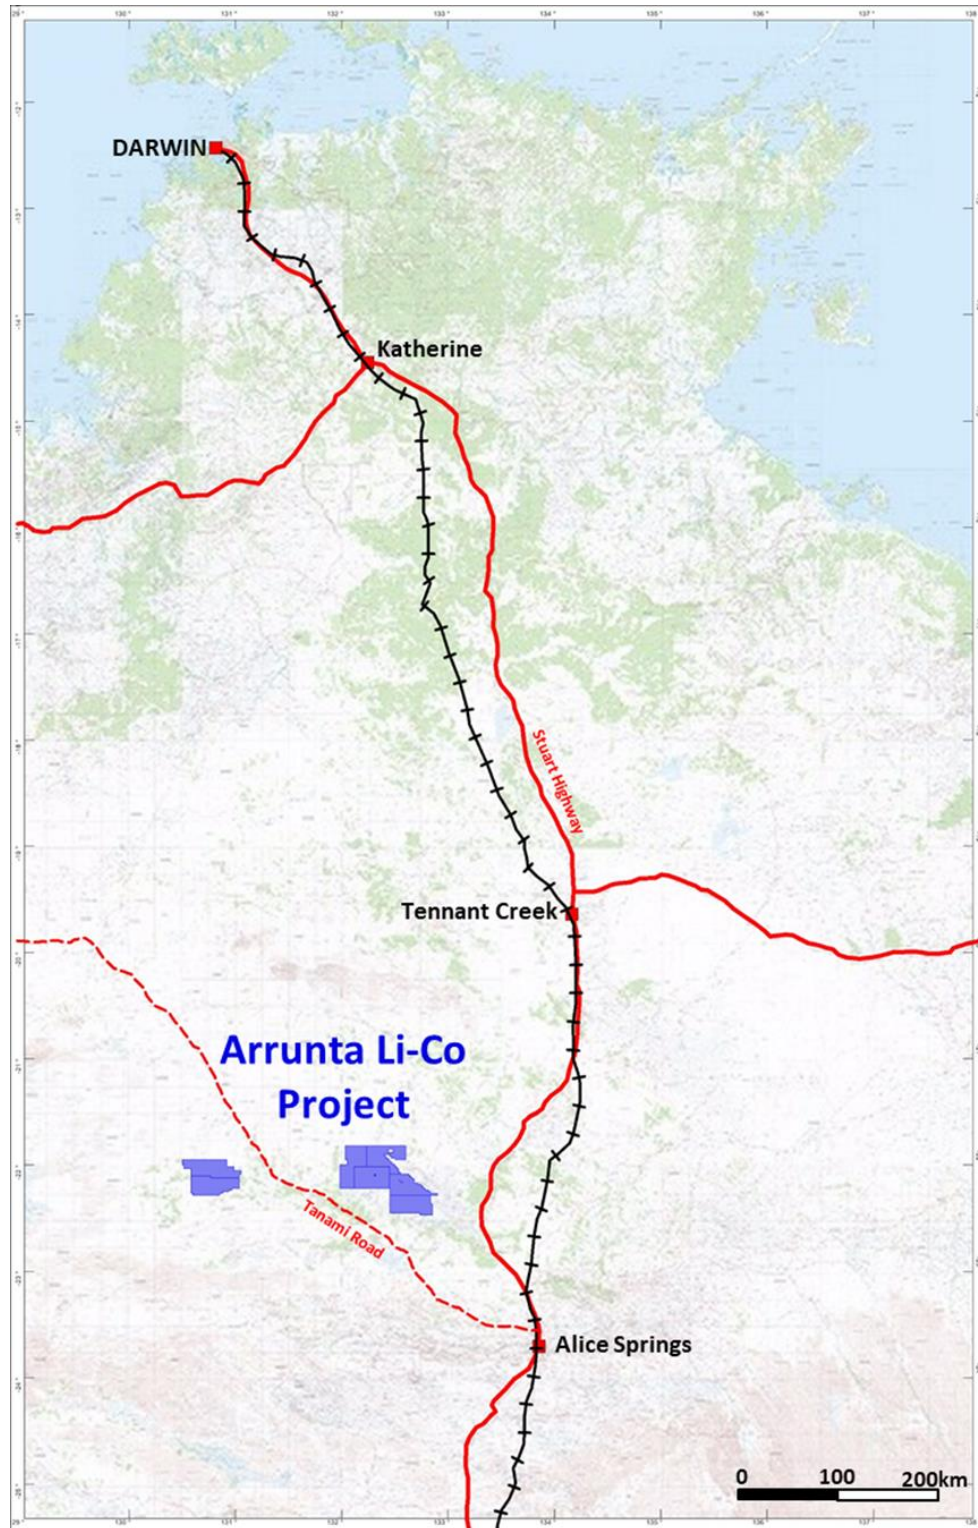 DARWIN
Katherine
Stuart Highway
Tennant Creek
Arrunta Li-Co
Project
Tanami Road
Alice Springs
0 100 200km